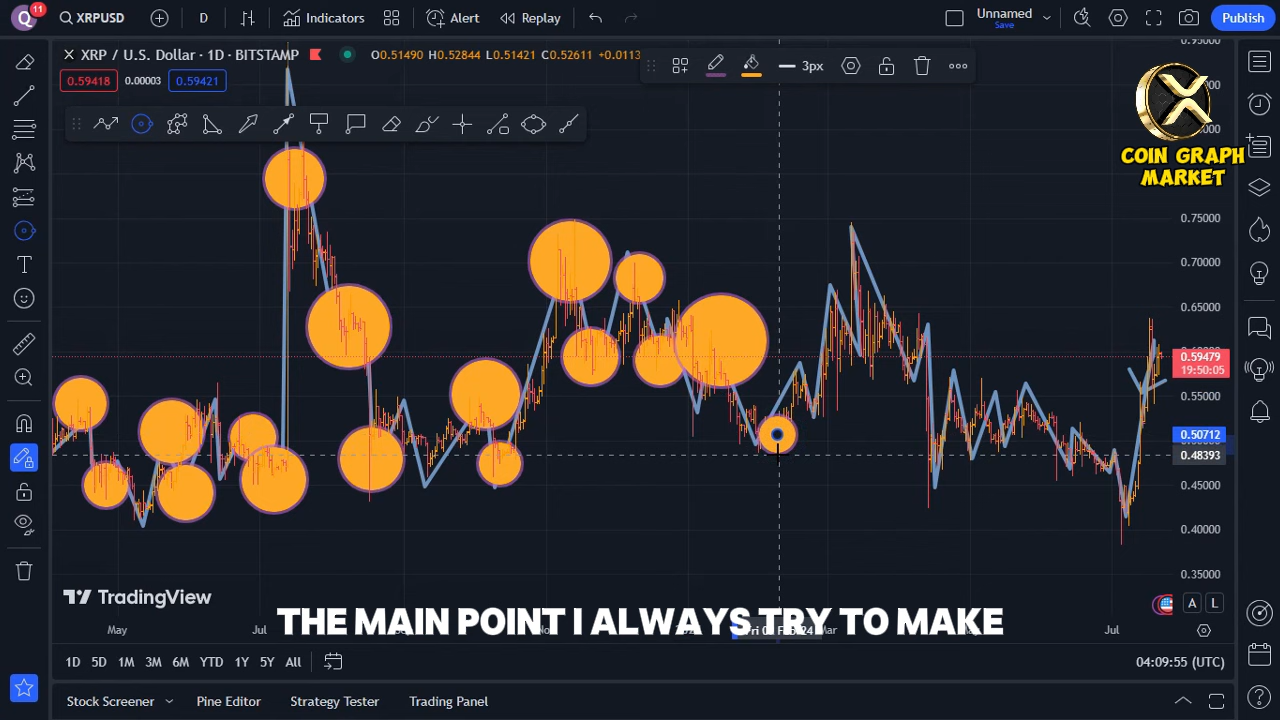 Q 11 XRPUSD D Indicators Alert Replay Unnamed Save Publish
XRP / U.S. Dollar · 1D · BITSTAMP O0.51490 H0.52844 L0.51421 C0.52611 +0.0113
0.59418 0.00003 0.59421
3px
COIN GRAPH
MARKET
0.75000
0.70000
0.65000
0.59479
19:50:05
0.55000
0.50712
0.48393
0.45000
0.40000
0.35000
TradingView
THE MAIN POINT I ALWAYS TRY TO MAKE
A L
May Jul Jul
1D 5D 1M 3M 6M YTD 1Y 5Y All 04:09:55 (UTC)
Stock Screener Pine Editor Strategy Tester Trading Panel